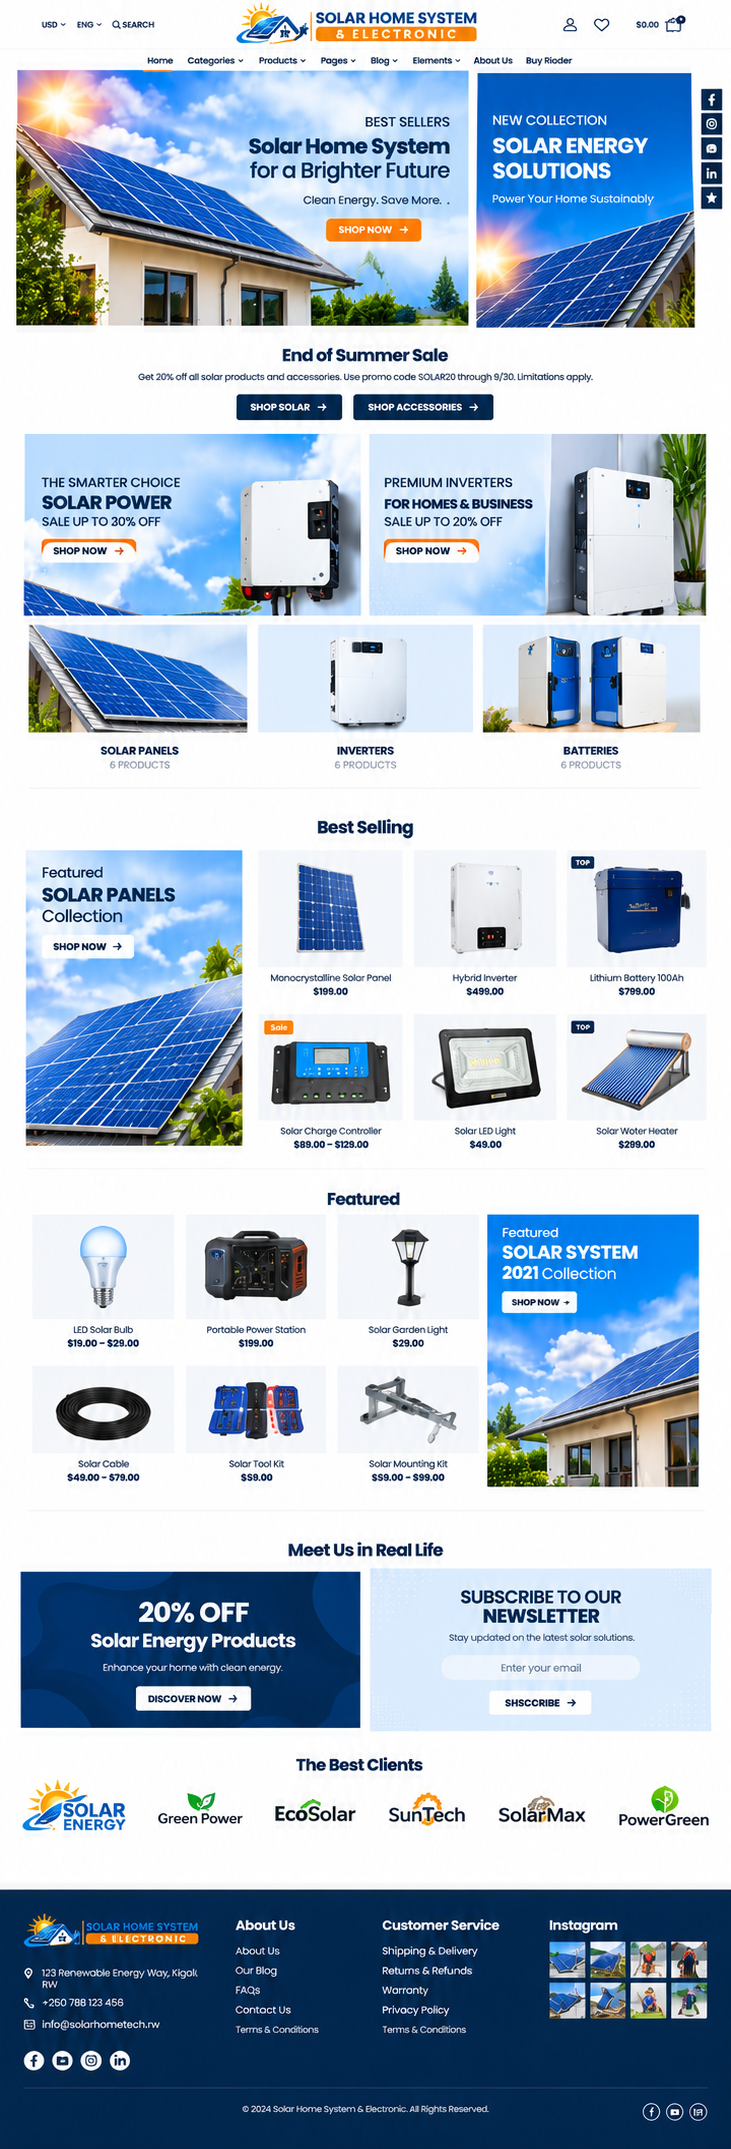 USD
ENG
SEARCH
SOLAR HOME SYSTEM
& ELECTRONIC
$0.00
Home
Categories
Products
Pages
Blog
Elements
About Us
Buy Rioder
BEST SELLERS
Solar Home System
for a Brighter Future
Clean Energy. Save More. .
SHOP NOW
NEW COLLECTION
SOLAR ENERGY
SOLUTIONS
Power Your Home Sustainably
End of Summer Sale
Get 20% off all solar products and accessories. Use promo code SOLAR20 through 9/30. Limitations apply.
SHOP SOLAR
SHOP ACCESSORIES
THE SMARTER CHOICE
SOLAR POWER
SALE UP TO 30% OFF
SHOP NOW
PREMIUM INVERTERS
FOR HOMES & BUSINESS
SALE UP TO 20% OFF
SHOP NOW
SOLAR PANELS
6 PRODUCTS
INVERTERS
6 PRODUCTS
BATTERIES
6 PRODUCTS
Best Selling
Featured
SOLAR PANELS
Collection
SHOP NOW
Monocrystalline Solar Panel
$199.00
Hybrid Inverter
$499.00
TOP
Lithium Battery 100Ah
$799.00
Sale
Solar Charge Controller
$89.00 – $129.00
Solar LED Light
$49.00
TOP
Solar Woter Heater
$299.00
Featured
LED Solar Bulb
$19.00 – $29.00
Portable Power Station
$199.00
Solar Garden Light
$29.00
Solar Cable
$49.00 – $79.00
Solar Tool Kit
$S9.00
Solar Mounting Kit
$S9.00 – $99.00
Featured
SOLAR SYSTEM
2021 Collection
SHOP NOW
Meet Us in Real Life
20% OFF
Solar Energy Products
Enhance your home with clean energy.
DISCOVER NOW
SUBSCRIBE TO OUR
NEWSLETTER
Stay updated on the latest solar solutions.
Enter your email
SHSCCRIBE
The Best Clients
SOLAR
ENERGY
Green Power
EcoSolar
SunTech
SolarMax
PowerGreen
SOLAR HOME SYSTEM
& ELECTRONIC
123 Renewable Energy Way, Kigali,
RW
+250 788 123 456
info@solarhometech.rw
About Us
About Us
Our Blog
FAQs
Contact Us
Terms & Conditions
Customer Service
Shipping & Delivery
Returns & Refunds
Warranty
Privacy Policy
Terms & Conditions
Instagram
© 2024 Solar Home System & Electronic. All Rights Reserved.